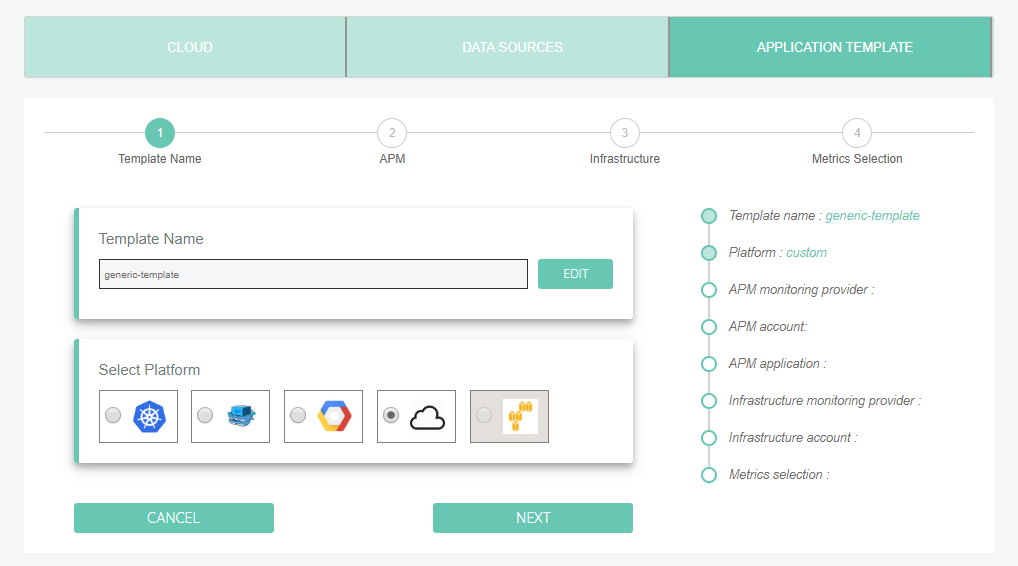 CLOUD
DATA SOURCES
APPLICATION TEMPLATE
1
2
3
4
Template Name
APM
Infrastructure
Metrics Selection
Template Name
generic-template
EDIT
Select Platform
CANCEL
NEXT
Template name : generic-template
Platform : custom
APM monitoring provider :
APM account:
APM application :
Infrastructure monitoring provider :
Infrastructure account :
Metrics selection :